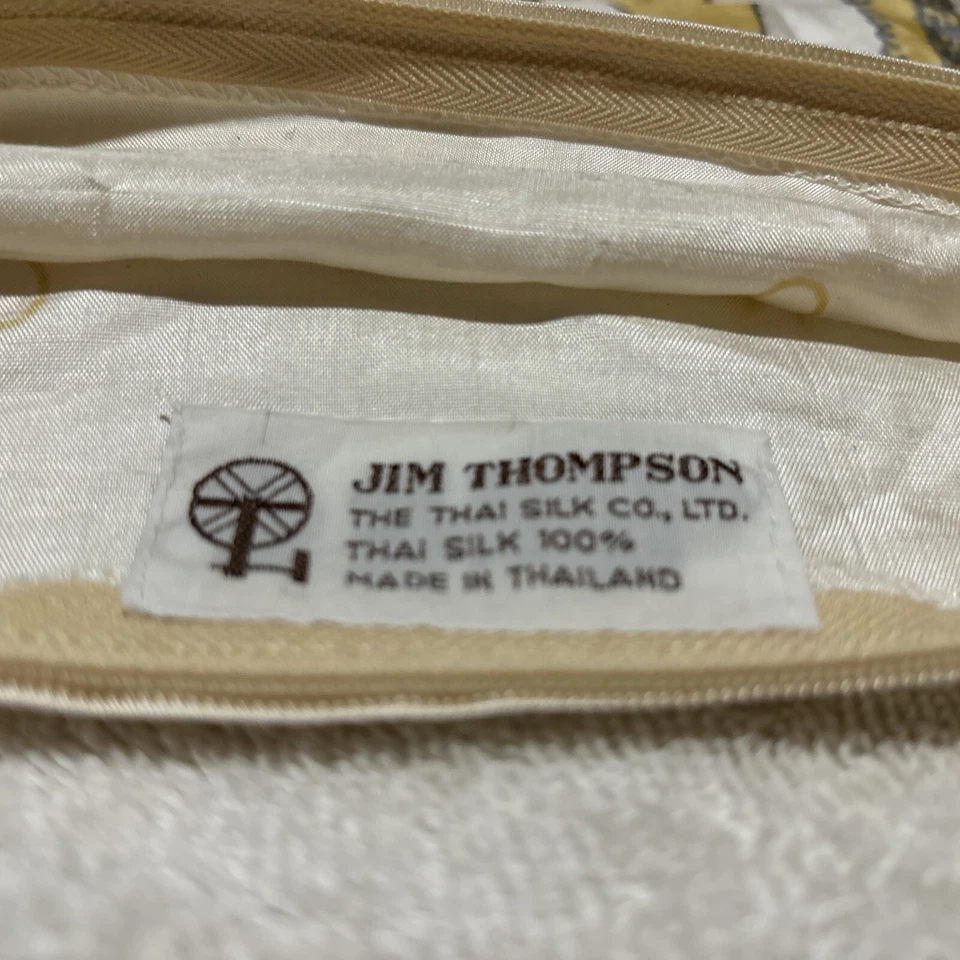 JIM THOMPSON
THE THAI SILK CO., LTD.
THAI SILK 100%
MADE IN THAILAND